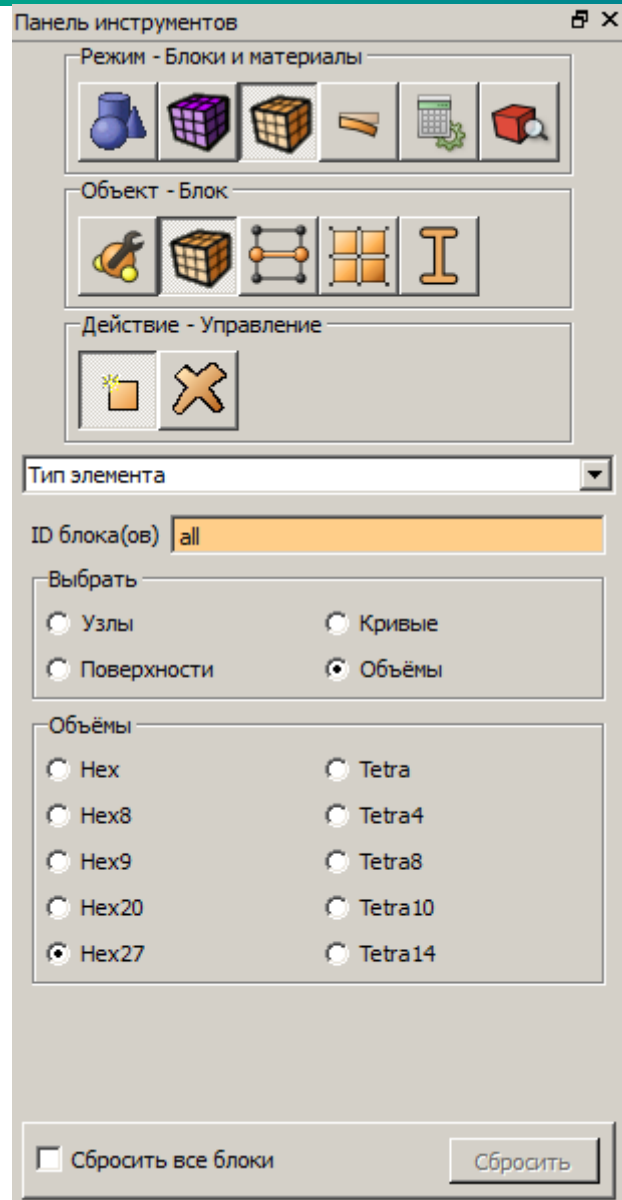 Панель инструментов
Режим - Блоки и материалы
Объект - Блок
Действие - Управление
Тип элемента
ID блока(ов) all
Выбрать
Узлы Кривые
Поверхности Объёмы
Объёмы
Hex Tetra
Hex8 Tetra4
Hex9 Tetra8
Hex20 Tetra10
Hex27 Tetra14
Сбросить все блоки Сбросить